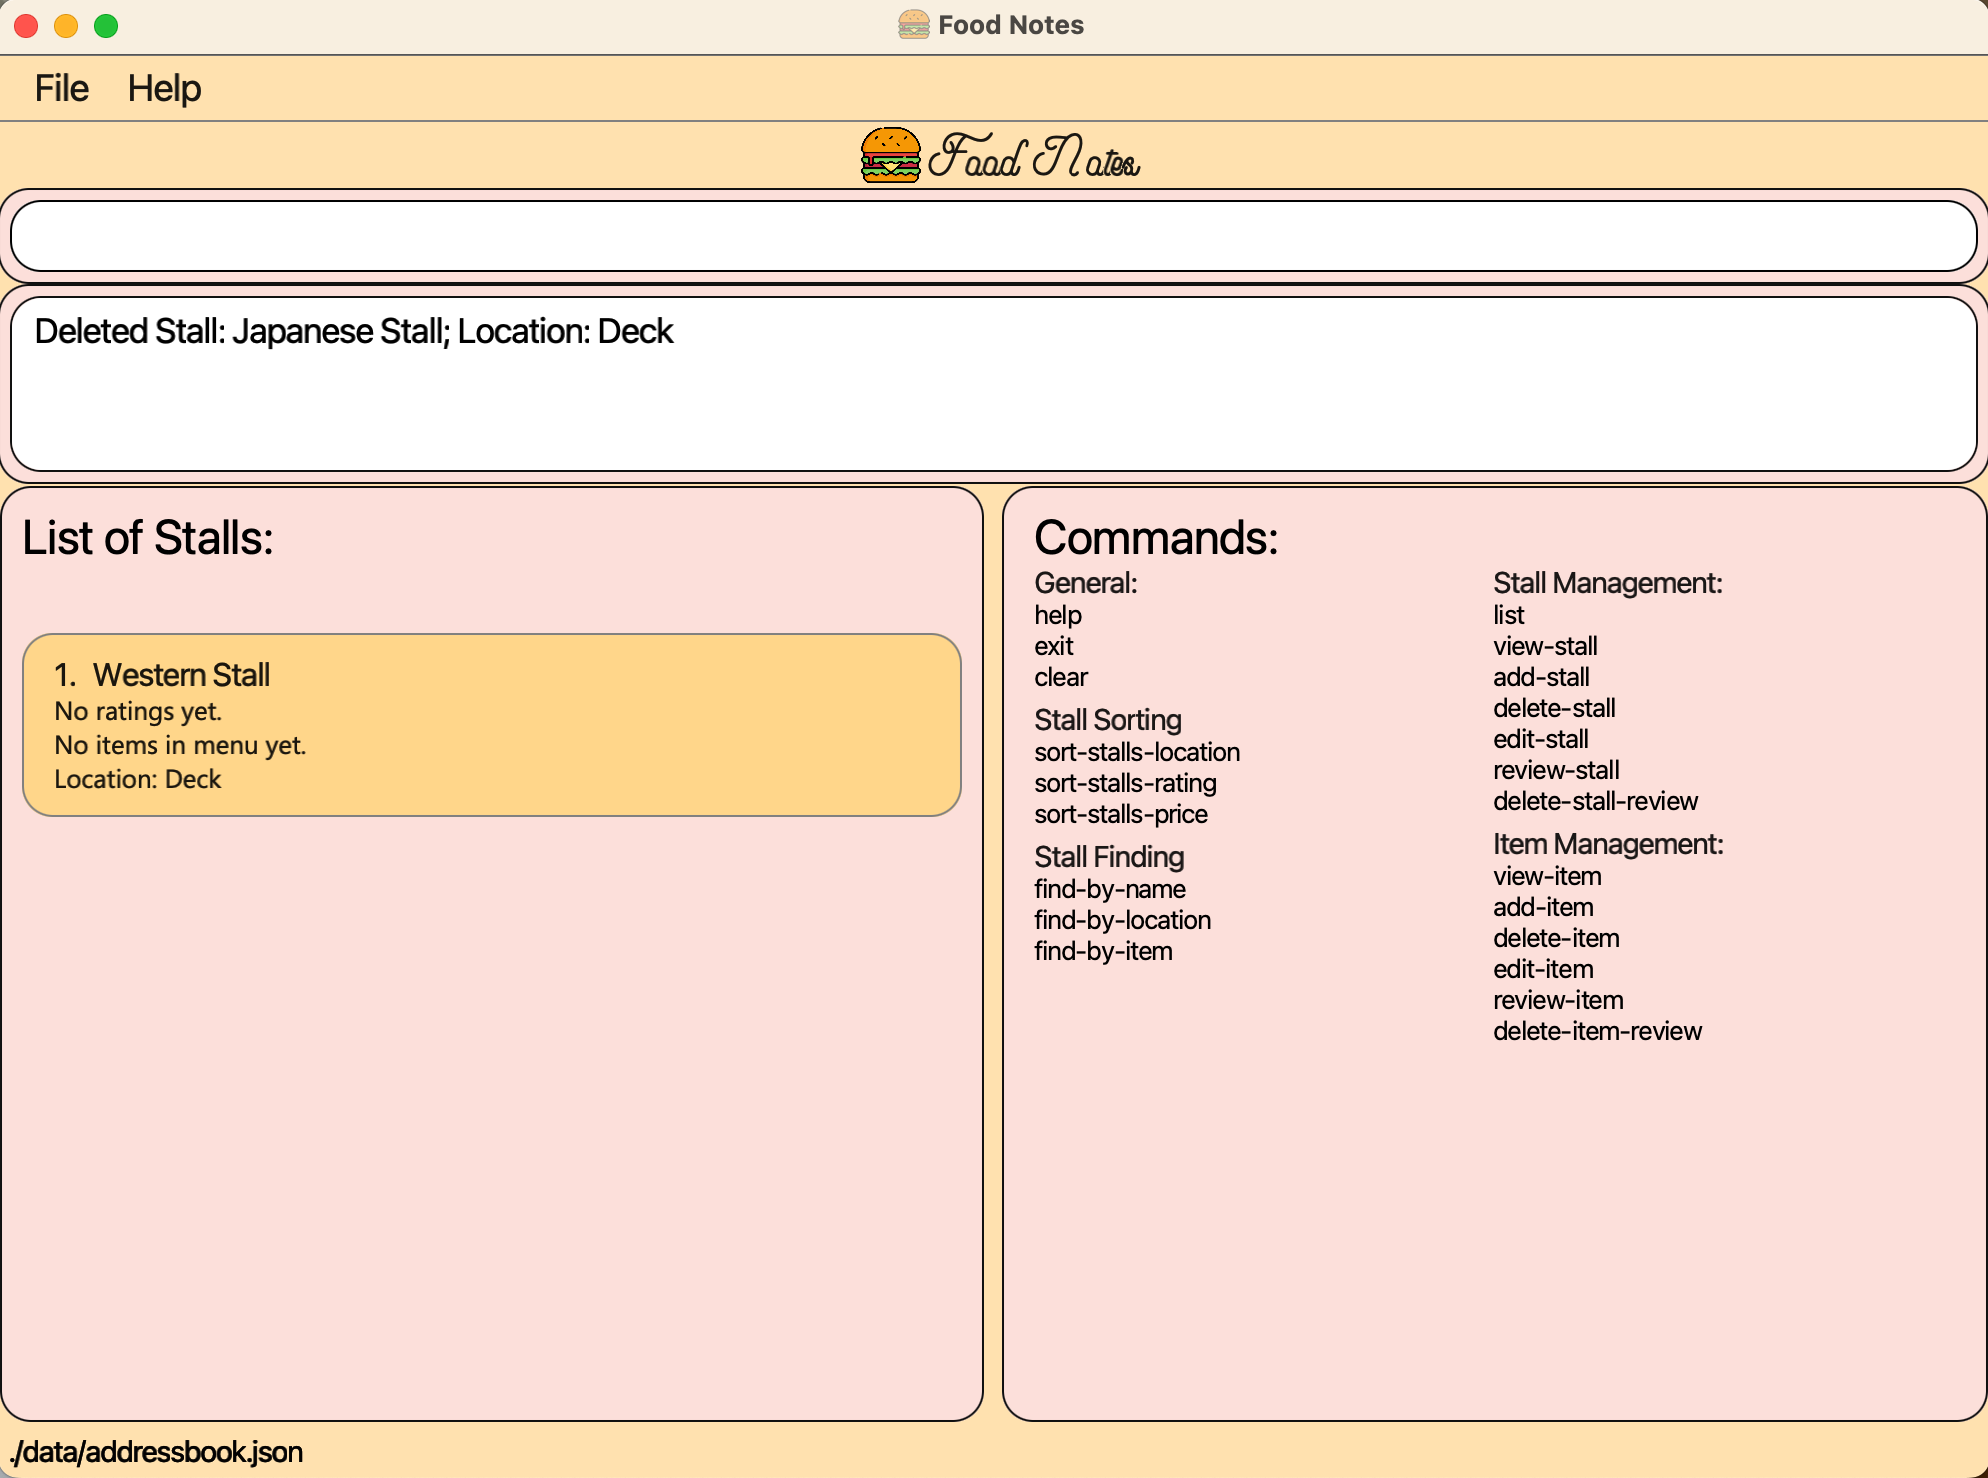 Food Notes
File Help
Food Notes
Deleted Stall: Japanese Stall; Location: Deck
List of Stalls:
1. Western Stall
No ratings yet.
No items in menu yet.
Location: Deck
Commands:
General:
help
exit
clear
Stall Sorting
sort-stalls-location
sort-stalls-rating
sort-stalls-price
Stall Finding
find-by-name
find-by-location
find-by-item
Stall Management:
list
view-stall
add-stall
delete-stall
edit-stall
review-stall
delete-stall-review
Item Management:
view-item
add-item
delete-item
edit-item
review-item
delete-item-review
./data/addressbook.json